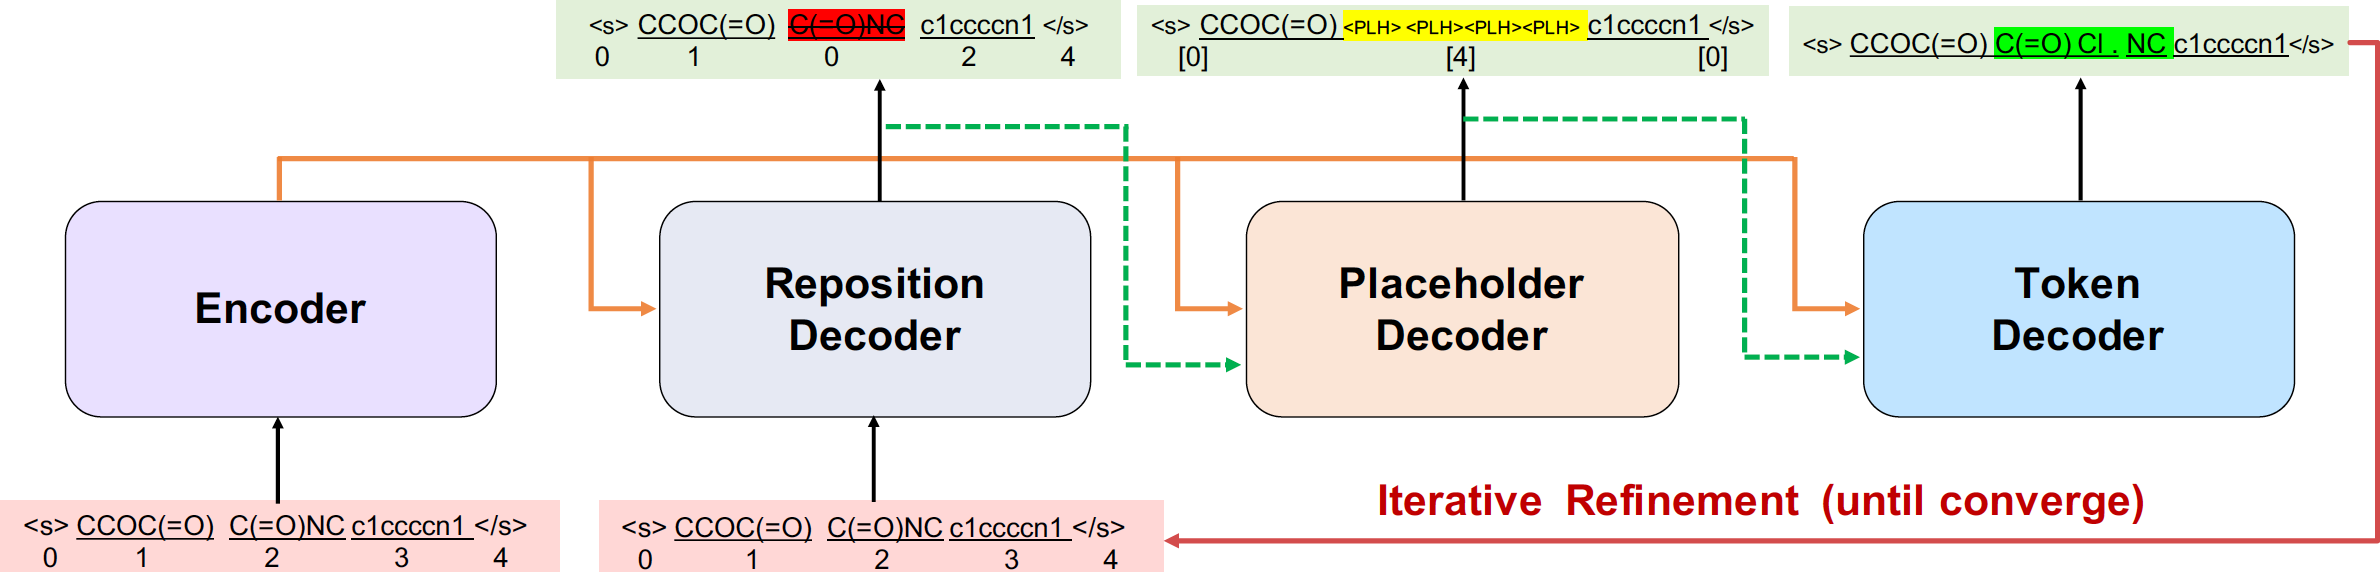 <s> CCOC(=O) C(=O)NC c1ccccn1 </s>
0 1 0 2 4
<s> CCOC(=O) <PLH> <PLH><PLH><PLH> c1ccccn1 </s>
[0] [4] [0]
<s> CCOC(=O) C(=O) Cl . NC c1ccccn1</s>
Encoder
Reposition
Decoder
Placeholder
Decoder
Token
Decoder
Iterative Refinement (until converge)
<s> CCOC(=O) C(=O)NC c1ccccn1 </s>
0 1 2 3 4
<s> CCOC(=O) C(=O)NC c1ccccn1 </s>
0 1 2 3 4